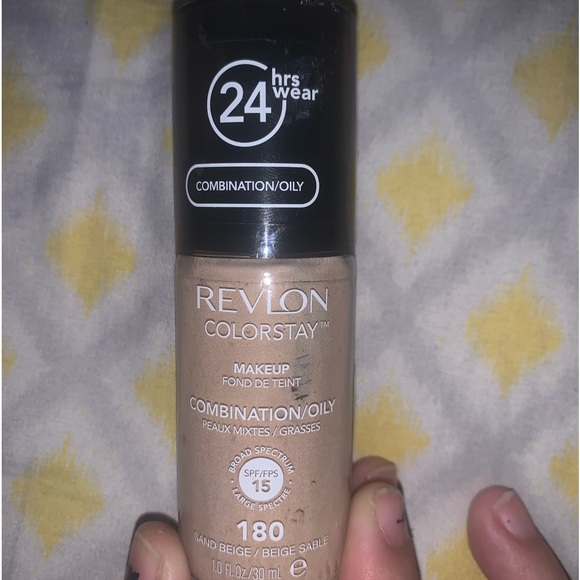 24 hrs wear
COMBINATION/OILY
REVLON
COLORSTAY™
MAKEUP
FOND DE TEINT
COMBINATION/OILY
PEAUX MIXTES / GRASSES
BROAD SPECTRUM
SPF/FPS
15
LARGE SPECTRE
180
SAND BEIGE / BEIGE SABLE
1.0 fl.oz/30 mL e